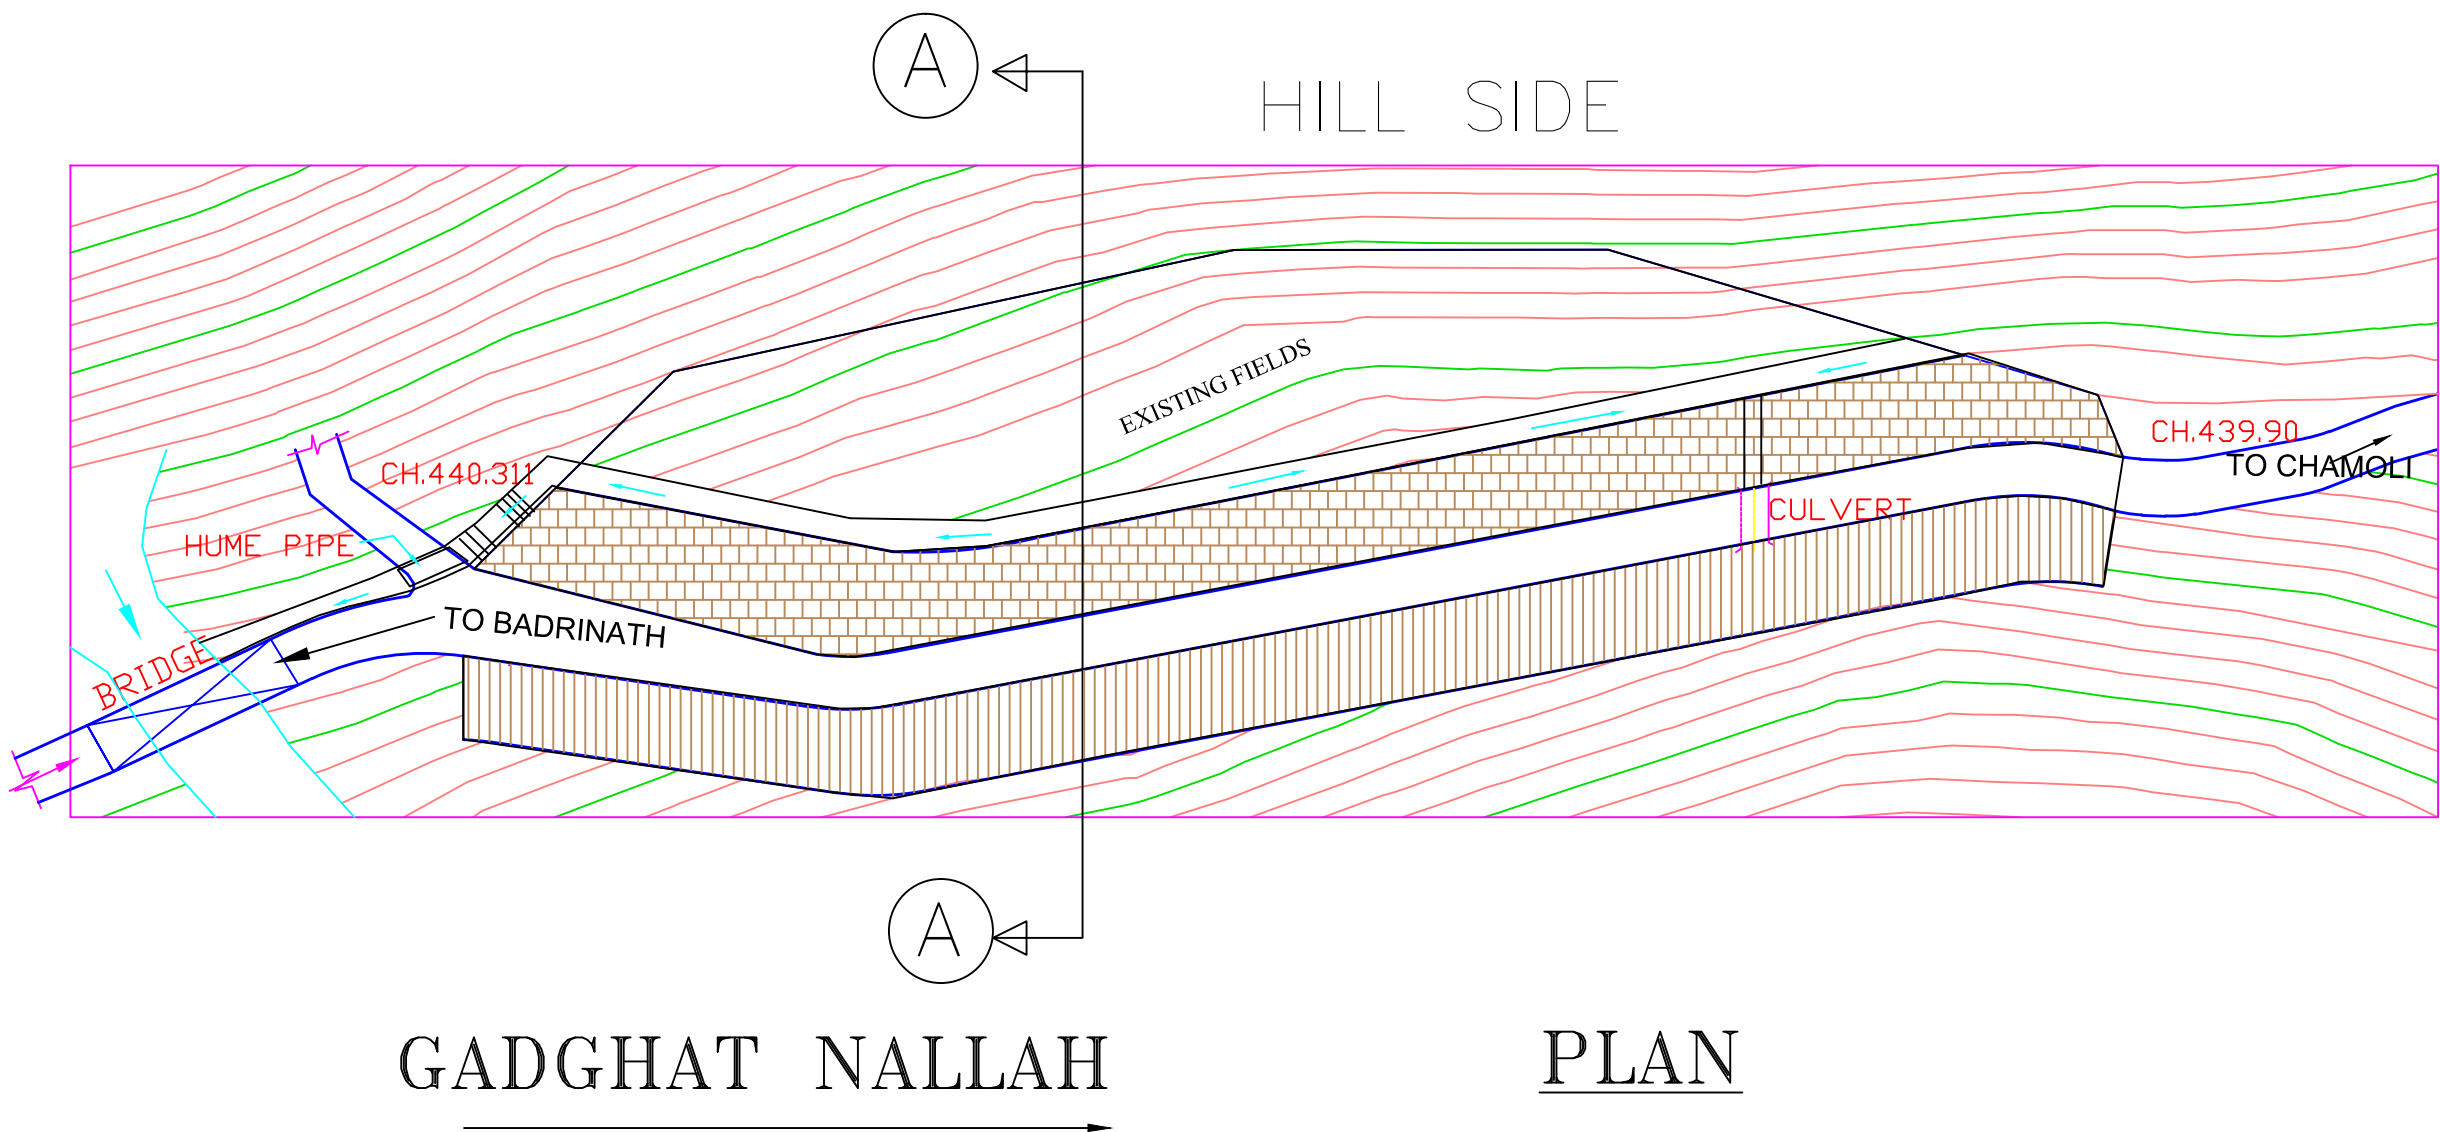 A
HILL SIDE
EXISTING FIELDS
CH.439.90
TO CHAMOLI
CH.440.311
CULVERT
HUME PIPE
TO BADRINATH
BRIDGE
A
GADGHAT NALLAH
PLAN